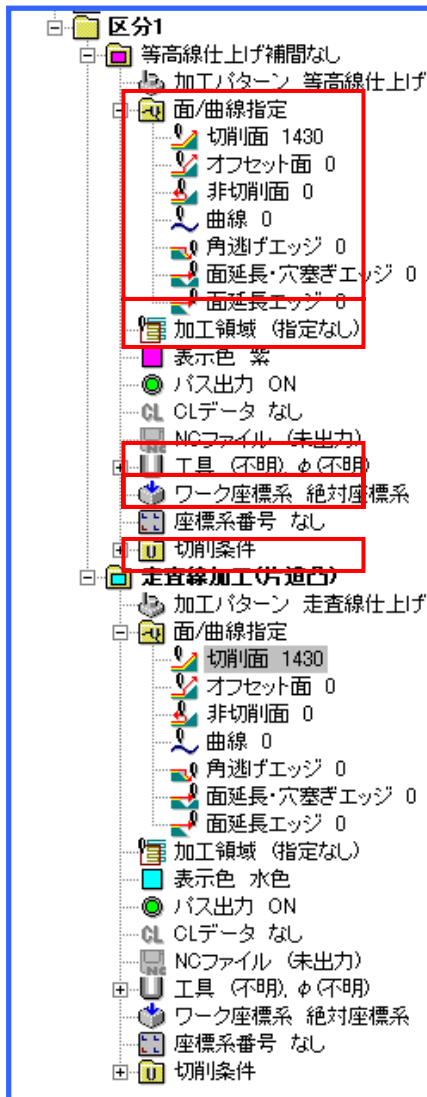 区分1
等高線仕上げ補間なし
加工パターン 等高線仕上げ
面/曲線指定
切削面 1430
オフセット面 0
非切削面 0
曲線 0
角逃げエッジ 0
面延長・穴塞ぎエッジ 0
面延長エッジ 0
加工領域 (指定なし)
表示色 紫
パス出力 ON
CL CLデータ なし
NCファイル (未出力)
工具 (不明), φ(不明)
ワーク座標系 絶対座標系
座標系番号 なし
切削条件
走査線加工(片道凸)
加工パターン 走査線仕上げ
面/曲線指定
切削面 1430
オフセット面 0
非切削面 0
曲線 0
角逃げエッジ 0
面延長・穴塞ぎエッジ 0
面延長エッジ 0
加工領域 (指定なし)
表示色 水色
パス出力 ON
CL CLデータ なし
NCファイル (未出力)
工具 (不明), φ(不明)
ワーク座標系 絶対座標系
座標系番号 なし
切削条件